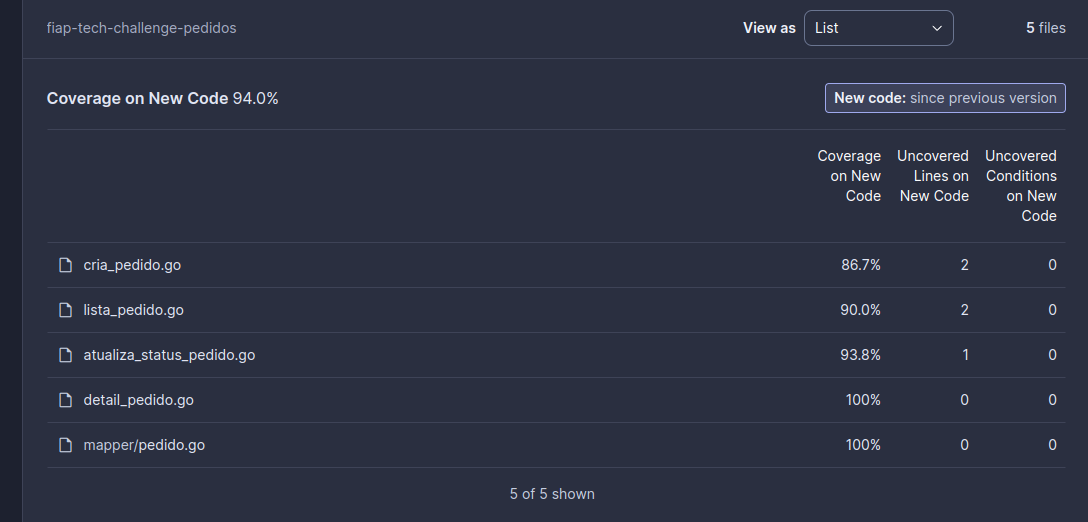 fiap-tech-challenge-pedidos
View as List 5 files
Coverage on New Code 94.0%
New code: since previous version
Coverage on New Code
Uncovered Lines on New Code
Uncovered Conditions on New Code
cria_pedido.go 86.7% 2 0
lista_pedido.go 90.0% 2 0
atualiza_status_pedido.go 93.8% 1 0
detail_pedido.go 100% 0 0
mapper/pedido.go 100% 0 0
5 of 5 shown